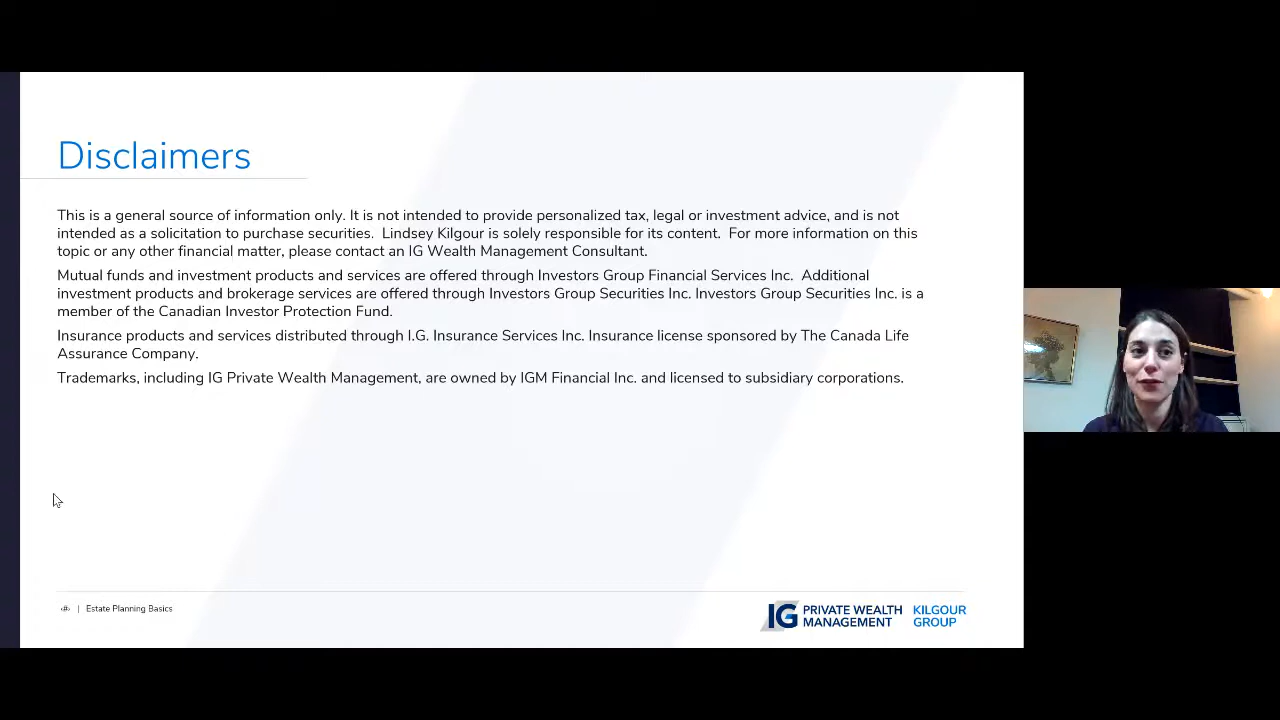 Disclaimers
This is a general source of information only. It is not intended to provide personalized tax, legal or investment advice, and is not
intended as a solicitation to purchase securities.  Lindsey Kilgour is solely responsible for its content.  For more information on this
topic or any other financial matter, please contact an IG Wealth Management Consultant.
Mutual funds and investment products and services are offered through Investors Group Financial Services Inc.  Additional
investment products and brokerage services are offered through Investors Group Securities Inc. Investors Group Securities Inc. is a
member of the Canadian Investor Protection Fund.
Insurance products and services distributed through I.G. Insurance Services Inc. Insurance license sponsored by The Canada Life
Assurance Company.
Trademarks, including IG Private Wealth Management, are owned by IGM Financial Inc. and licensed to subsidiary corporations.
‹#› | Estate Planning Basics
IG PRIVATE WEALTH MANAGEMENT
KILGOUR GROUP